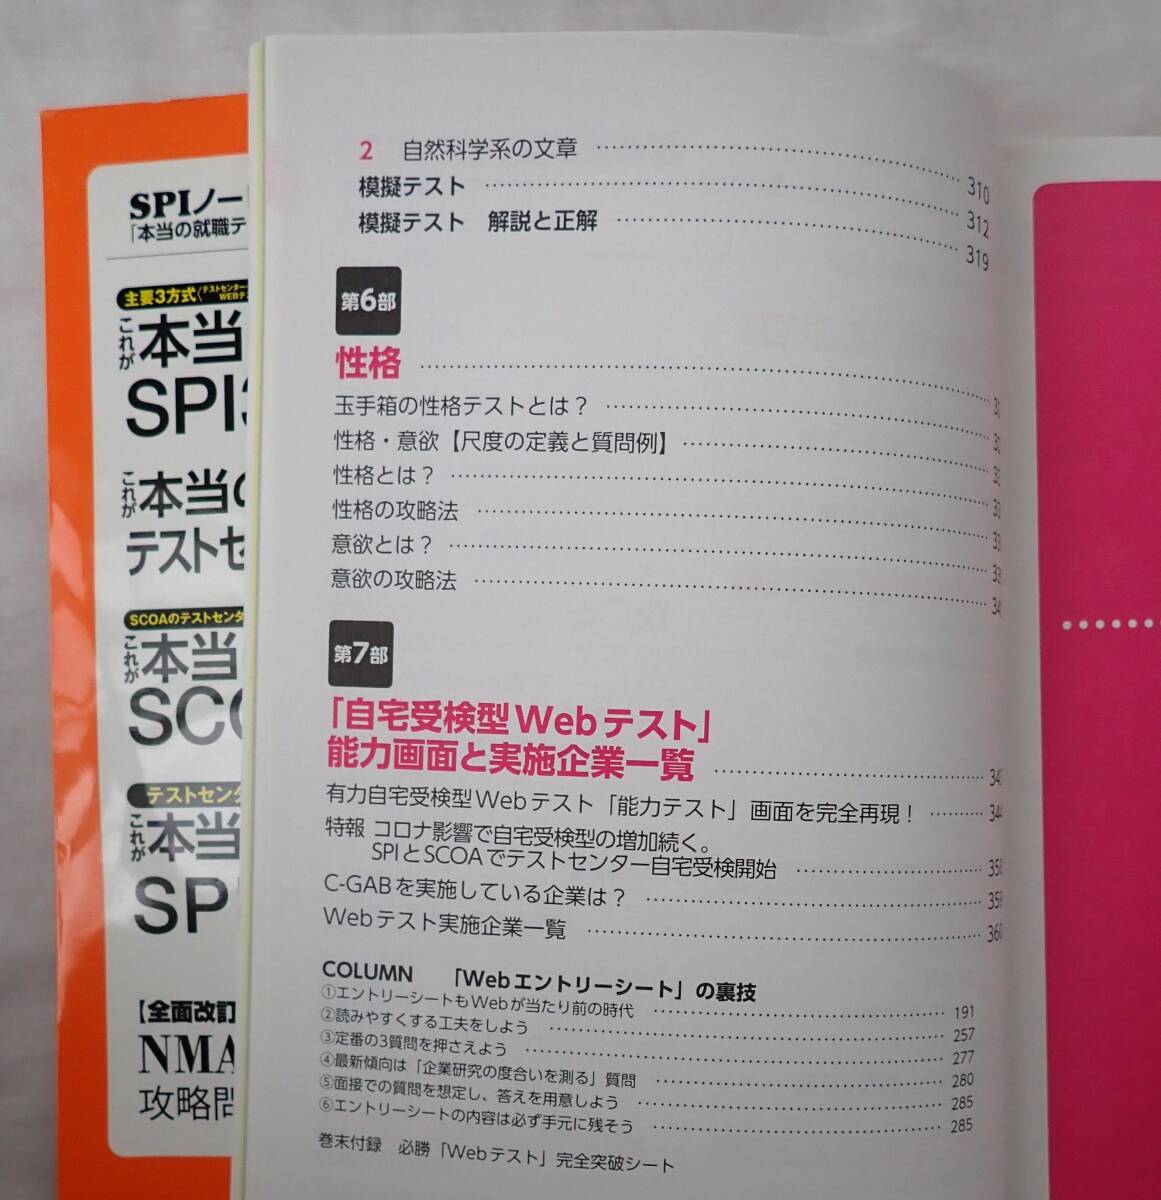 SPIノー
「本当の就職テ
主要3方式
テストセンター
WEBテ
これが
本当
SPI3
これが
本当の
テストセ
SCOAのテストセンタ
これが
本当
SCO
テストセンタ
これが
本当
SP
【全面改訂
NMA
攻略問
2 自然科学系の文章 310
模擬テスト 312
模擬テスト 解説と正解 319
第6部
性格
玉手箱の性格テストとは？
性格・意欲【尺度の定義と質問例】
性格とは？
性格の攻略法
意欲とは？
意欲の攻略法
第7部
「自宅受検型Webテスト」
能力画面と実施企業一覧
有力自宅受検型Webテスト「能力テスト」画面を完全再現！ 344
特報 コロナ影響で自宅受検型の増加続く。
SPIとSCOAでテストセンター自宅受検開始 358
C-GABを実施している企業は？ 359
Webテスト実施企業一覧 360
COLUMN 「Webエントリーシート」の裏技
①エントリーシートもWebが当たり前の時代 191
②読みやすくする工夫をしよう 257
③定番の3質問を押さえよう 277
④最新傾向は「企業研究の度合いを測る」質問 280
⑤面接での質問を想定し、答えを用意しよう 285
⑥エントリーシートの内容は必ず手元に残そう 285
巻末付録 必勝「Webテスト」完全突破シート